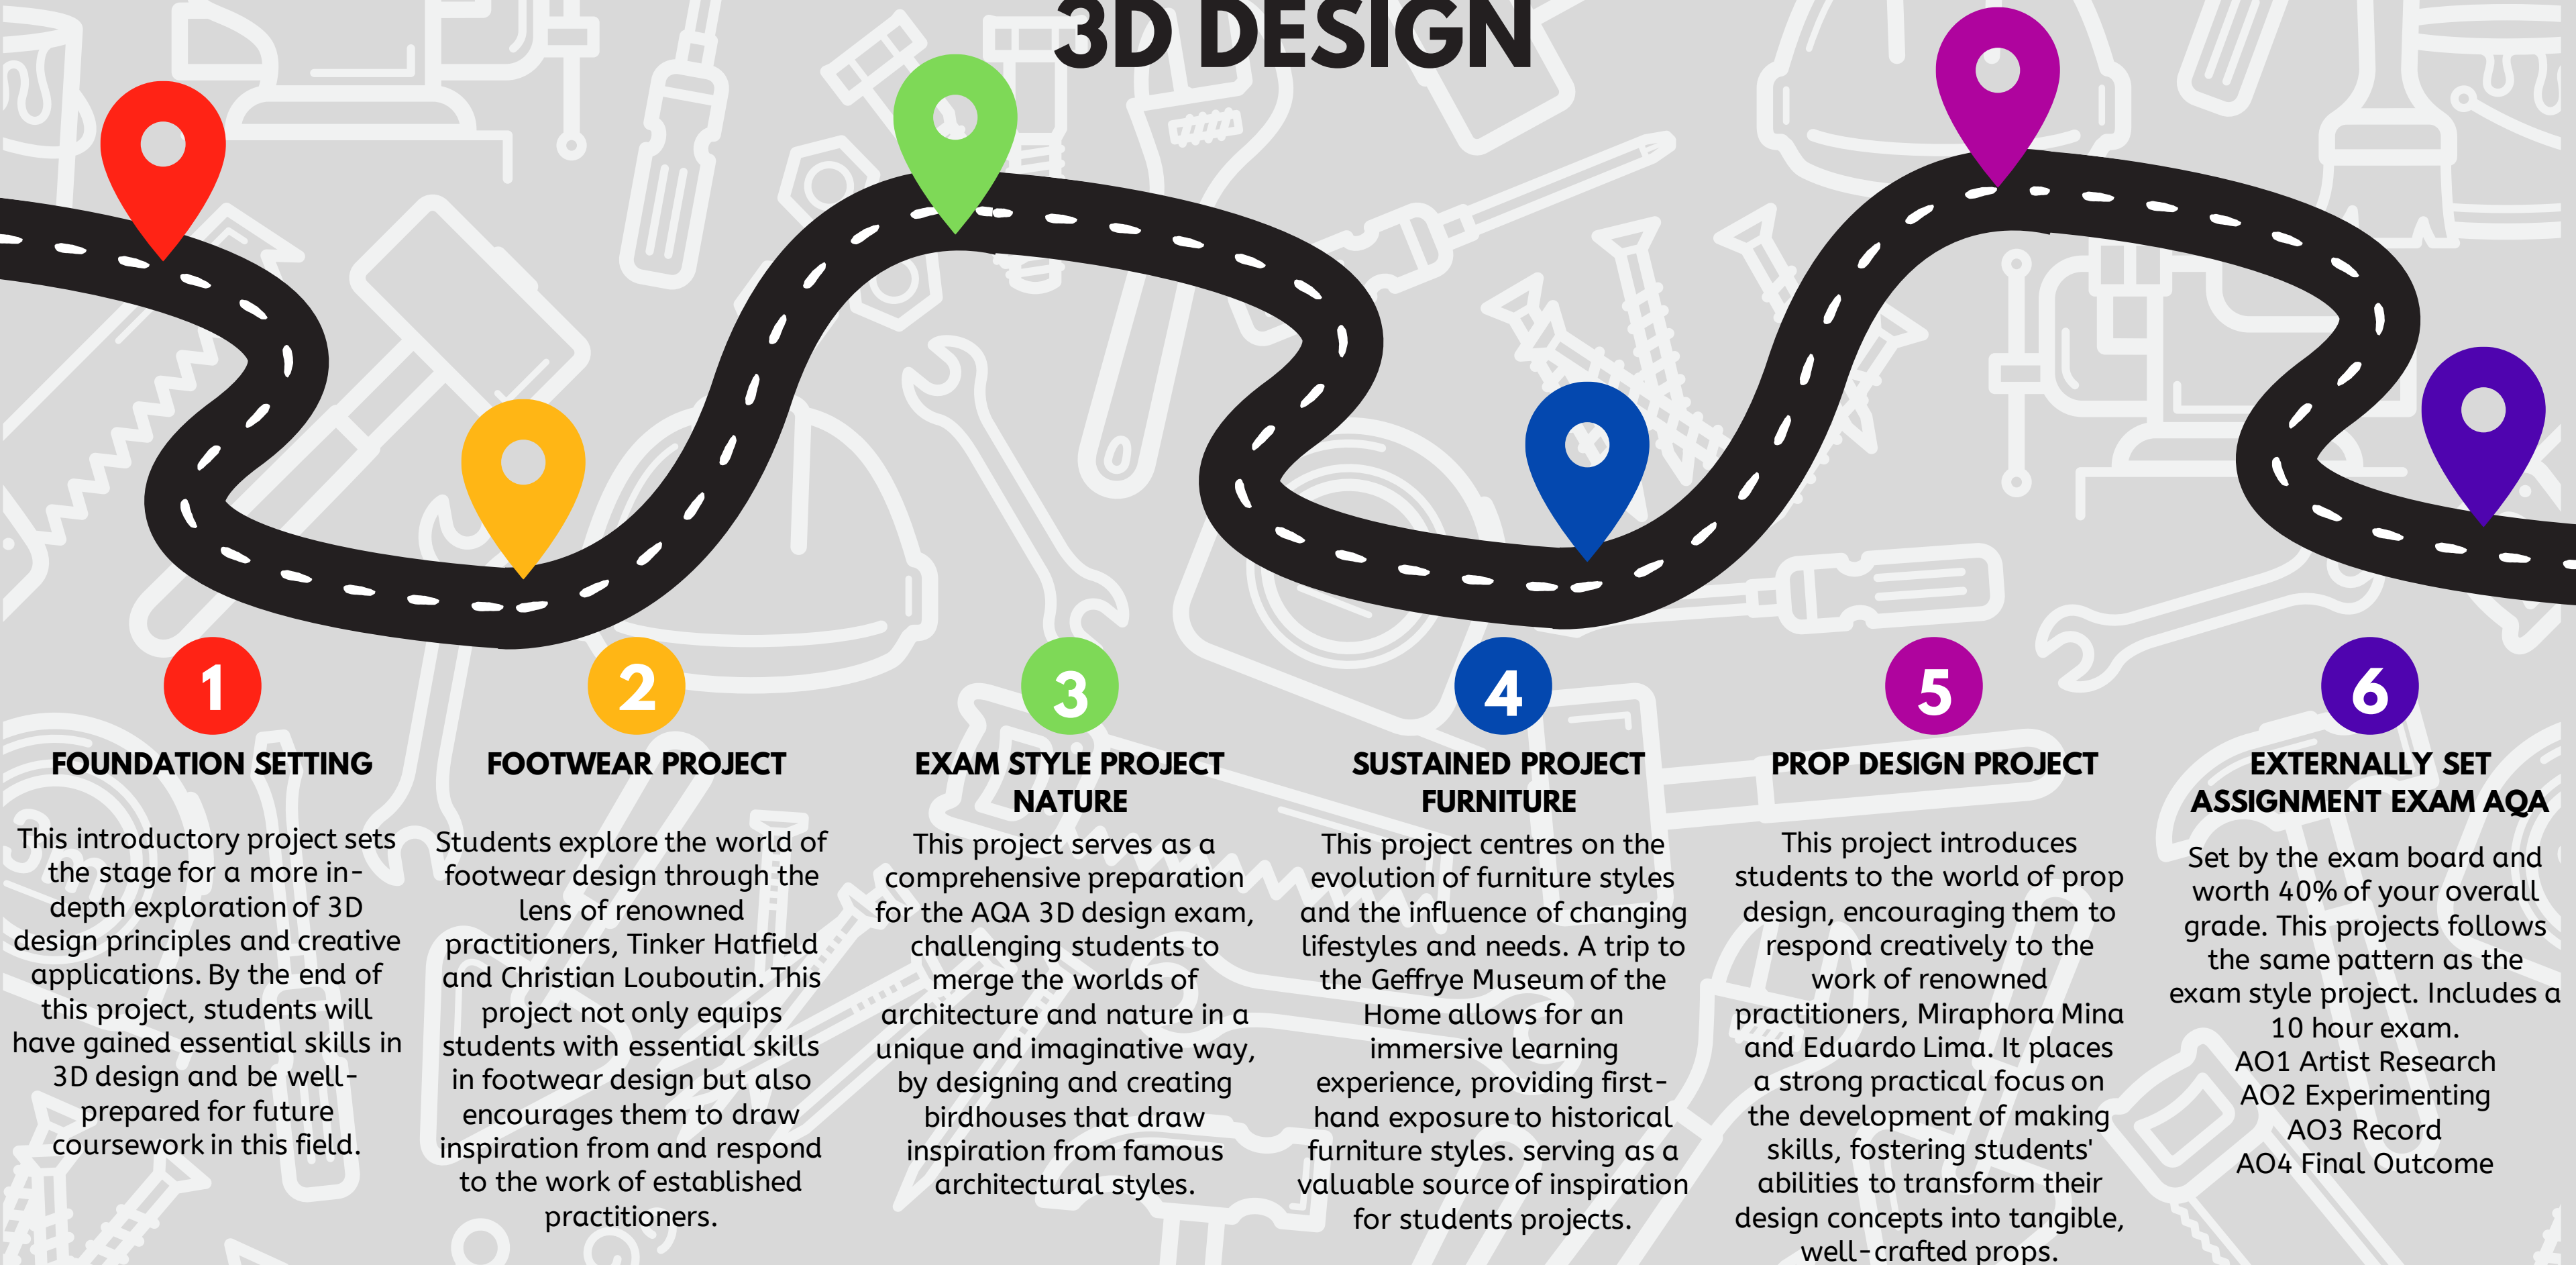 3D DESIGN
1
FOUNDATION SETTING
This introductory project sets
the stage for a more in-
depth exploration of 3D
design principles and creative
applications. By the end of
this project, students will
have gained essential skills in
3D design and be well-
prepared for future
coursework in this field.
2
FOOTWEAR PROJECT
Students explore the world of
footwear design through the
lens of renowned
practitioners, Tinker Hatfield
and Christian Louboutin. This
project not only equips
students with essential skills
in footwear design but also
encourages them to draw
inspiration from and respond
to the work of established
practitioners.
3
EXAM STYLE PROJECT
NATURE
This project serves as a
comprehensive preparation
for the AQA 3D design exam,
challenging students to
merge the worlds of
architecture and nature in a
unique and imaginative way,
by designing and creating
birdhouses that draw
inspiration from famous
architectural styles.
4
SUSTAINED PROJECT
FURNITURE
This project centres on the
evolution of furniture styles
and the influence of changing
lifestyles and needs. A trip to
the Geffrye Museum of the
Home allows for an
immersive learning
experience, providing first-
hand exposure to historical
furniture styles. serving as a
valuable source of inspiration
for students projects.
5
PROP DESIGN PROJECT
This project introduces
students to the world of prop
design, encouraging them to
respond creatively to the
work of renowned
practitioners, Miraphora Mina
and Eduardo Lima. It places
a strong practical focus on
the development of making
skills, fostering students'
abilities to transform their
design concepts into tangible,
well-crafted props.
6
EXTERNALLY SET
ASSIGNMENT EXAM AQA
Set by the exam board and
worth 40% of your overall
grade. This projects follows
the same pattern as the
exam style project. Includes a
10 hour exam.
AO1 Artist Research
AO2 Experimenting
AO3 Record
AO4 Final Outcome
3m